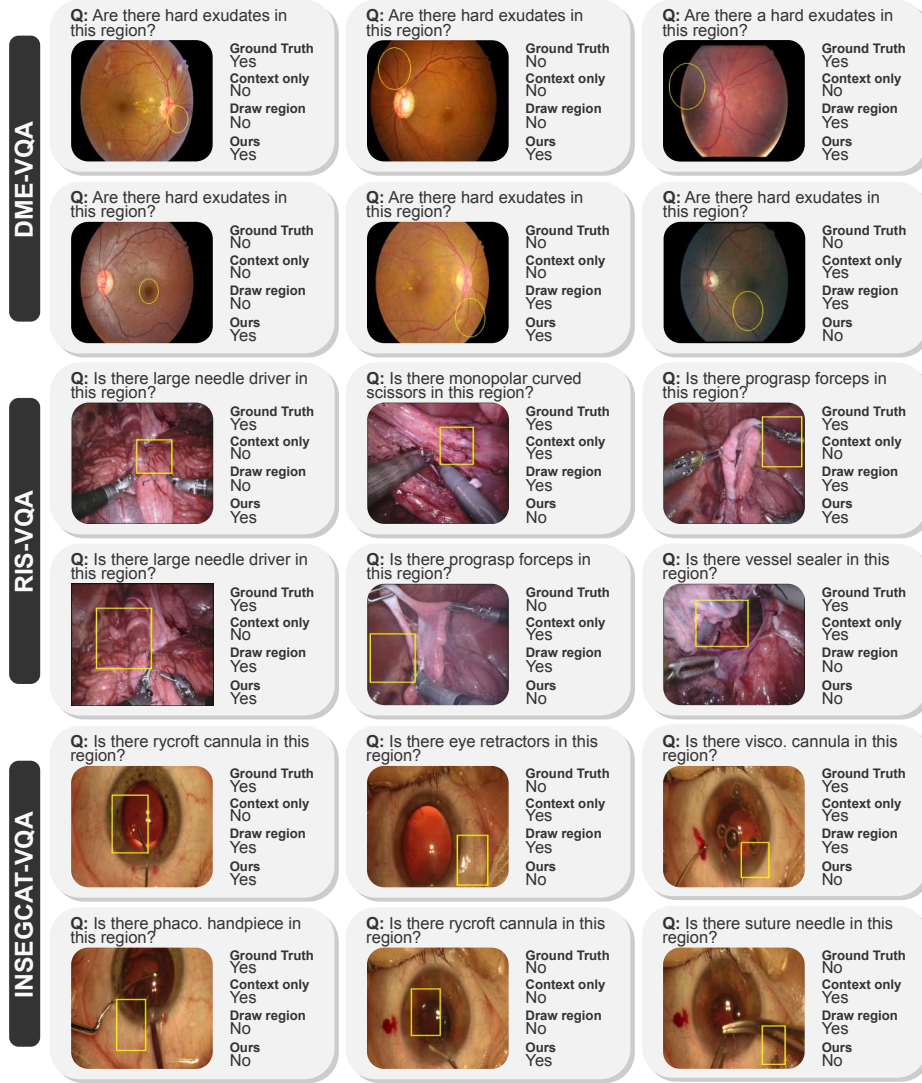 DME-VQA
Q: Are there hard exudates in
this region?
Ground Truth
Yes
Context only
No
Draw region
No
Ours
Yes
Q: Are there hard exudates in
this region?
Ground Truth
No
Context only
No
Draw region
Yes
Ours
Yes
Q: Are there a hard exudates in
this region?
Ground Truth
Yes
Context only
No
Draw region
Yes
Ours
Yes
Q: Are there hard exudates in
this region?
Ground Truth
No
Context only
No
Draw region
No
Ours
Yes
Q: Are there hard exudates in
this region?
Ground Truth
No
Context only
No
Draw region
Yes
Ours
Yes
Q: Are there hard exudates in
this region?
Ground Truth
No
Context only
Yes
Draw region
Yes
Ours
No
RIS-VQA
Q: Is there large needle driver in
this region?
Ground Truth
Yes
Context only
No
Draw region
No
Ours
Yes
Q: Is there monopolar curved
scissors in this region?
Ground Truth
Yes
Context only
Yes
Draw region
Yes
Ours
No
Q: Is there prograsp forceps in
this region?
Ground Truth
Yes
Context only
No
Draw region
Yes
Ours
Yes
Q: Is there large needle driver in
this region?
Ground Truth
Yes
Context only
No
Draw region
Yes
Ours
Yes
Q: Is there prograsp forceps in
this region?
Ground Truth
No
Context only
Yes
Draw region
Yes
Ours
No
Q: Is there vessel sealer in this
region?
Ground Truth
Yes
Context only
Yes
Draw region
No
Ours
No
INSEGCAT-VQA
Q: Is there rycroft cannula in this
region?
Ground Truth
Yes
Context only
No
Draw region
Yes
Ours
Yes
Q: Is there eye retractors in this
region?
Ground Truth
No
Context only
Yes
Draw region
Yes
Ours
No
Q: Is there visco. cannula in this
region?
Ground Truth
No
Context only
Yes
Draw region
Yes
Ours
No
Q: Is there phaco. handpiece in
this region?
Ground Truth
Yes
Context only
Yes
Draw region
No
Ours
No
Q: Is there rycroft cannula in this
region?
Ground Truth
No
Context only
No
Draw region
No
Ours
Yes
Q: Is there suture needle in this
region?
Ground Truth
No
Context only
Yes
Draw region
Yes
Ours
No